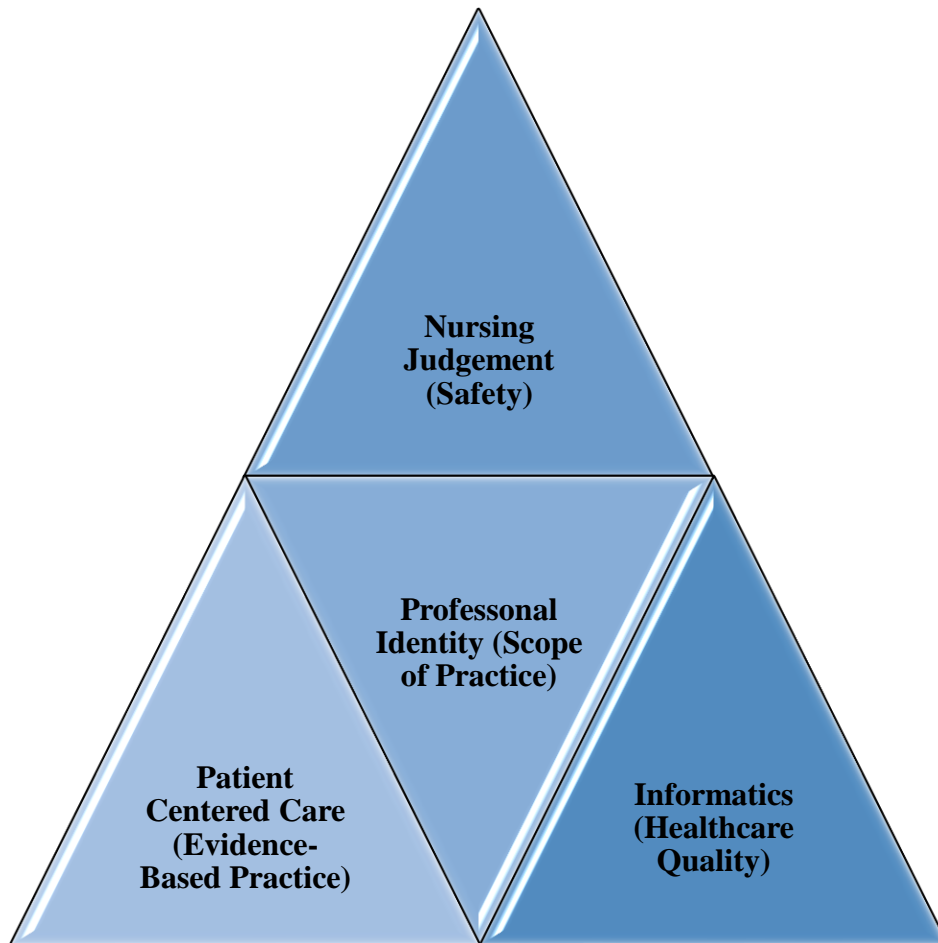 Nursing
Judgement
(Safety)
Professonal
Identity (Scope
of Practice)
Patient
Centered Care
(Evidence-
Based Practice)
Informatics
(Healthcare
Quality)